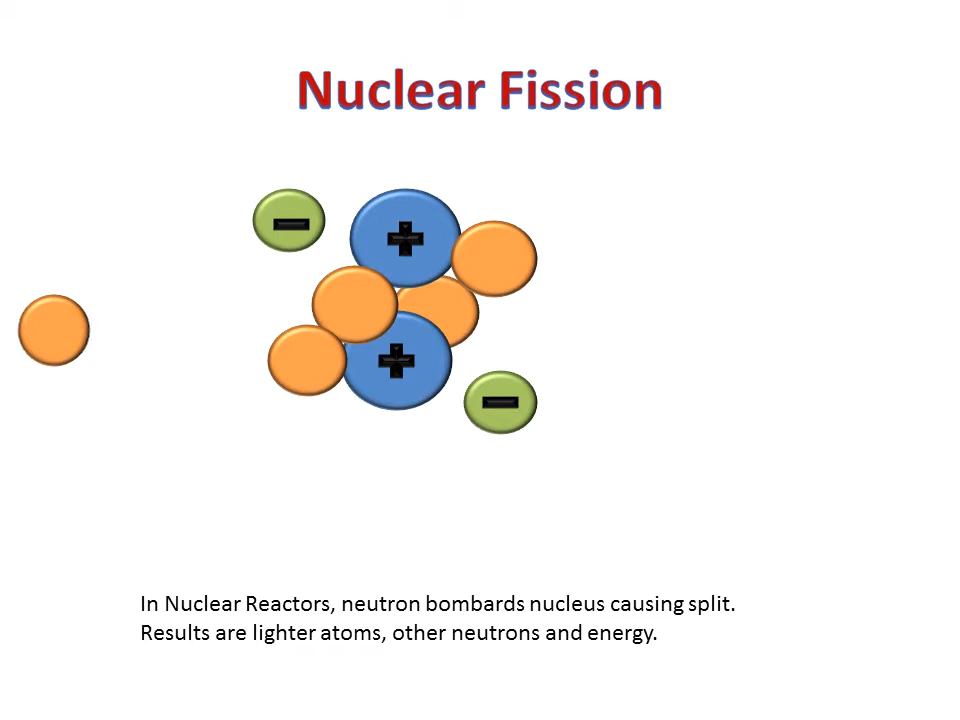 Nuclear Fission
In Nuclear Reactors, neutron bombards nucleus causing split.
Results are lighter atoms, other neutrons and energy.